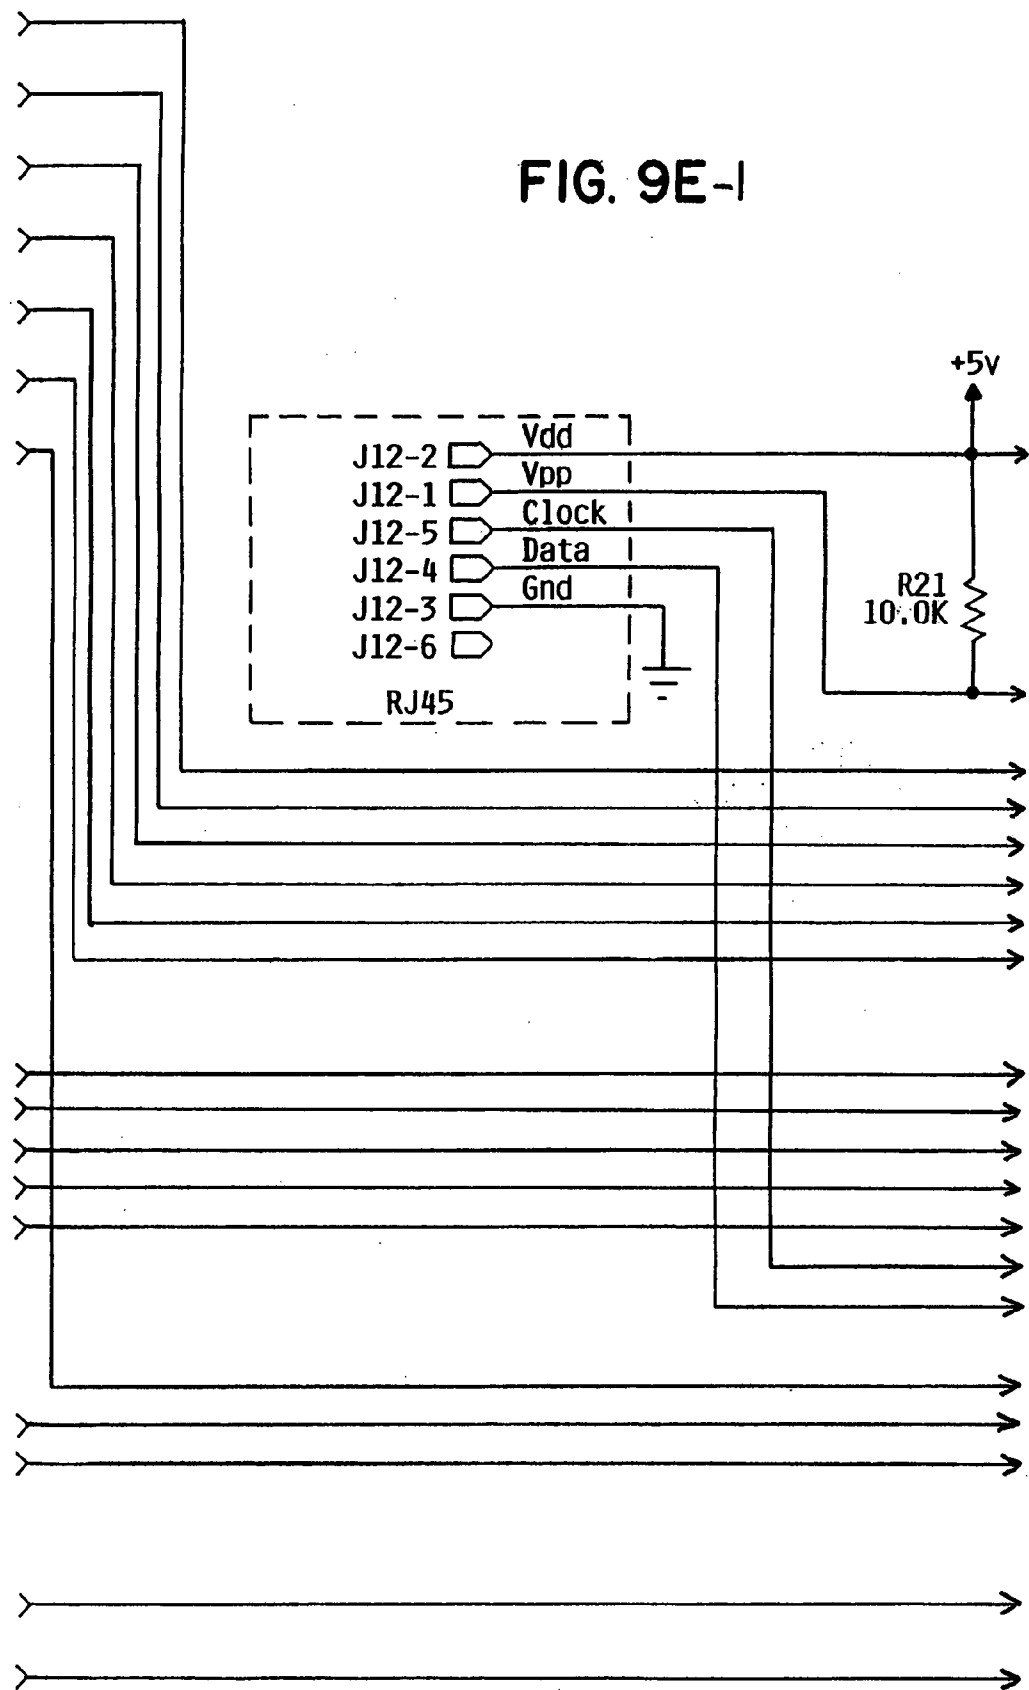 FIG. 9E-1
+5v
J12-2 Vdd
J12-1 Vpp
J12-5 Clock
J12-4 Data
J12-3 Gnd
J12-6
RJ45
R21
10.0K